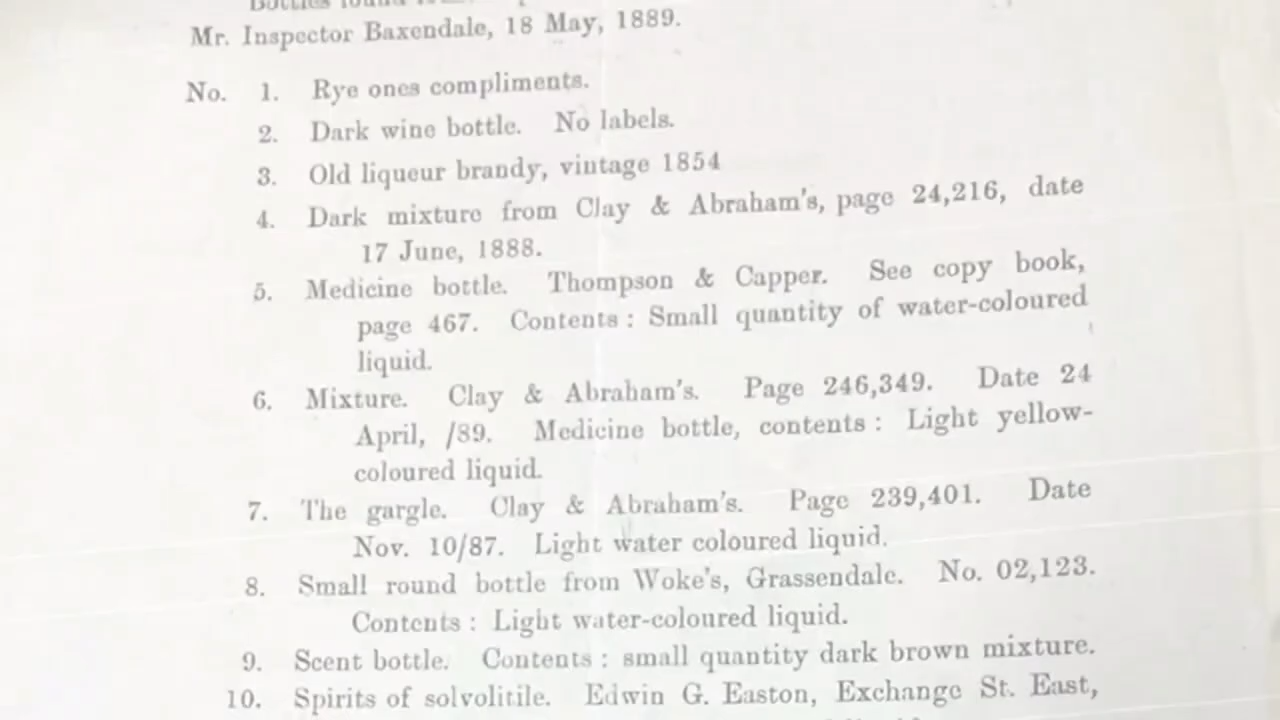 Bottles found
Mr. Inspector Baxendale, 18 May, 1889.
No. 1. Rye ones compliments.
2. Dark wine bottle. No labels.
3. Old liqueur brandy, vintage 1854
4. Dark mixture from Clay & Abraham's, page 24,216, date
17 June, 1888.
5. Medicine bottle. Thompson & Capper. See copy book,
page 467. Contents : Small quantity of water-coloured
liquid.
6. Mixture. Clay & Abraham's. Page 246,349. Date 24
April, /89. Medicine bottle, contents : Light yellow-
coloured liquid.
7. The gargle. Clay & Abraham's. Page 239,401. Date
Nov. 10/87. Light water coloured liquid.
8. Small round bottle from Woke's, Grassendale. No. 02,123.
Contents : Light water-coloured liquid.
9. Scent bottle. Contents : small quantity dark brown mixture.
10. Spirits of solvolitile. Edwin G. Easton, Exchange St. East,